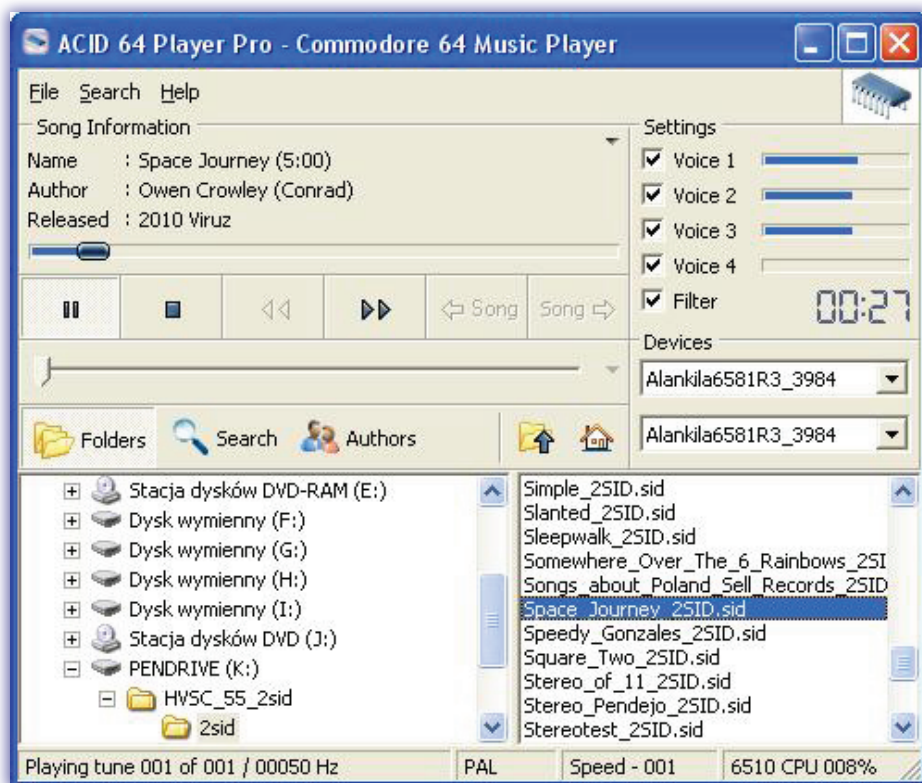 ACID 64 Player Pro - Commodore 64 Music Player
File Search Help
Song Information
Name : Space Journey (5:00)
Author : Owen Crowley (Conrad)
Released : 2010 Viruz
Settings
Voice 1
Voice 2
Voice 3
Voice 4
Filter
00:27
Song Song
Devices
Alankila6581R3_3984
Alankila6581R3_3984
Folders Search Authors
Stacja dysków DVD-RAM (E:)
Dysk wymienny (F:)
Dysk wymienny (G:)
Dysk wymienny (H:)
Dysk wymienny (I:)
Stacja dysków DVD (J:)
PENDRIVE (K:)
HVSC_55_2sid
2sid
Simple_2SID.sid
Slanted_2SID.sid
Sleepwalk_2SID.sid
Somewhere_Over_The_6_Rainbows_2SI
Songs_about_Poland_Sell_Records_2SID
Space_Journey_2SID.sid
Speedy_Gonzales_2SID.sid
Square_Two_2SID.sid
Stereo_of_11_2SID.sid
Stereo_Pendejo_2SID.sid
Stereotest_2SID.sid
Playing tune 001 of 001 / 00050 Hz PAL Speed - 001 6510 CPU 008%